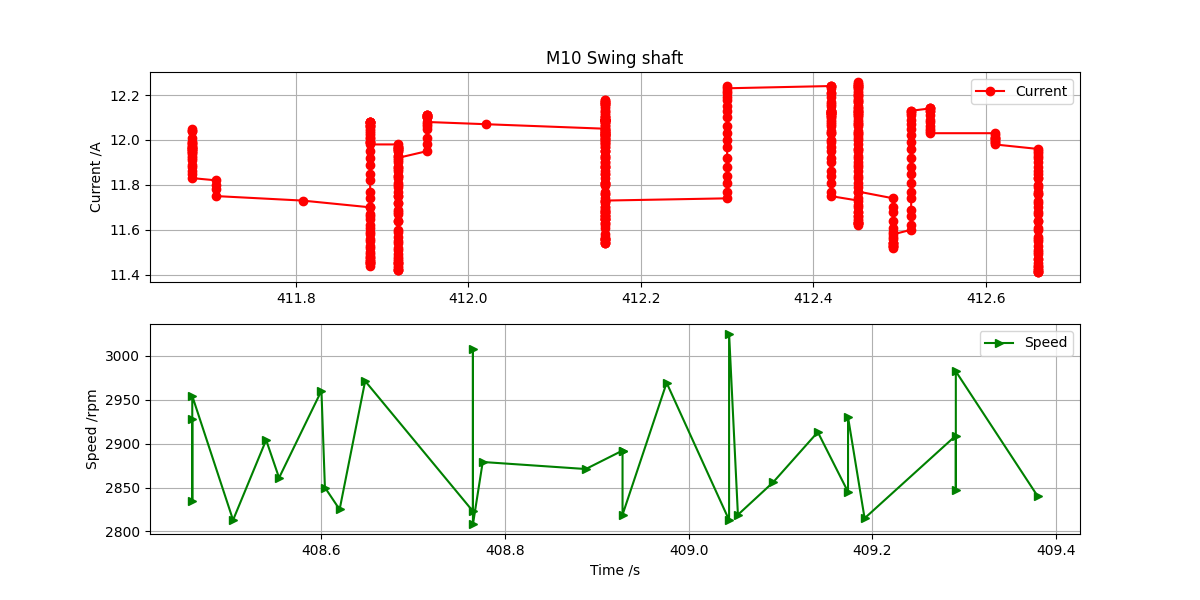 M10 Swing shaft
Current /A
12.2
12.0
11.8
11.6
11.4
Current
411.8 412.0 412.2 412.4 412.6
Speed /rpm
3000
2950
2900
2850
2800
Speed
408.6 408.8 409.0 409.2 409.4
Time /s